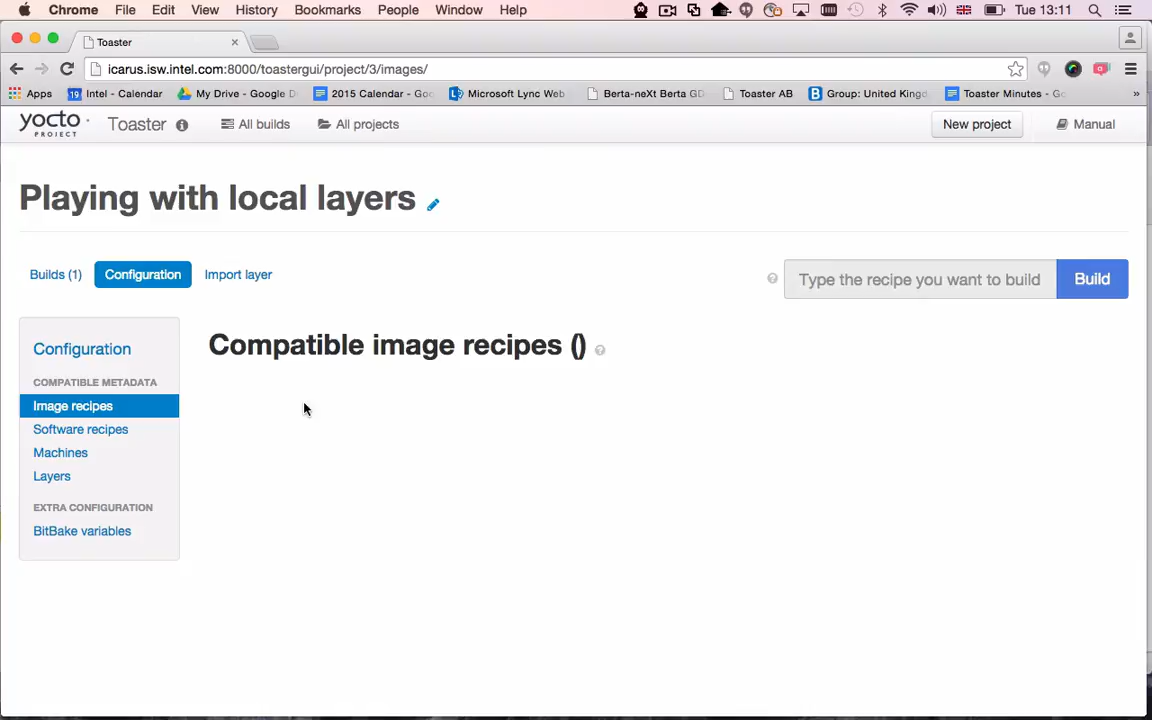 Chrome File Edit View History Bookmarks People Window Help Tue 13:11
Toaster
icarus.isw.intel.com:8000/toastergui/project/3/images/
Apps Intel - Calendar My Drive - Google D 2015 Calendar - Goo Microsoft Lync Web Berta-neXt Berta GD Toaster AB Group: United Kingd Toaster Minutes - Go »
yocto PROJECT Toaster All builds All projects New project Manual
Playing with local layers
Builds (1) Configuration Import layer Type the recipe you want to build Build
Configuration
Compatible image recipes ()
COMPATIBLE METADATA
Image recipes
Software recipes
Machines
Layers
EXTRA CONFIGURATION
BitBake variables